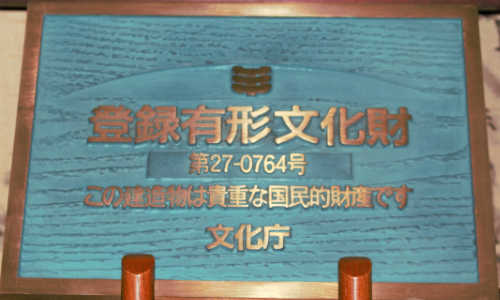 登録有形文化財
第27-0764号
この建造物は貴重な国民的財産です
文化庁